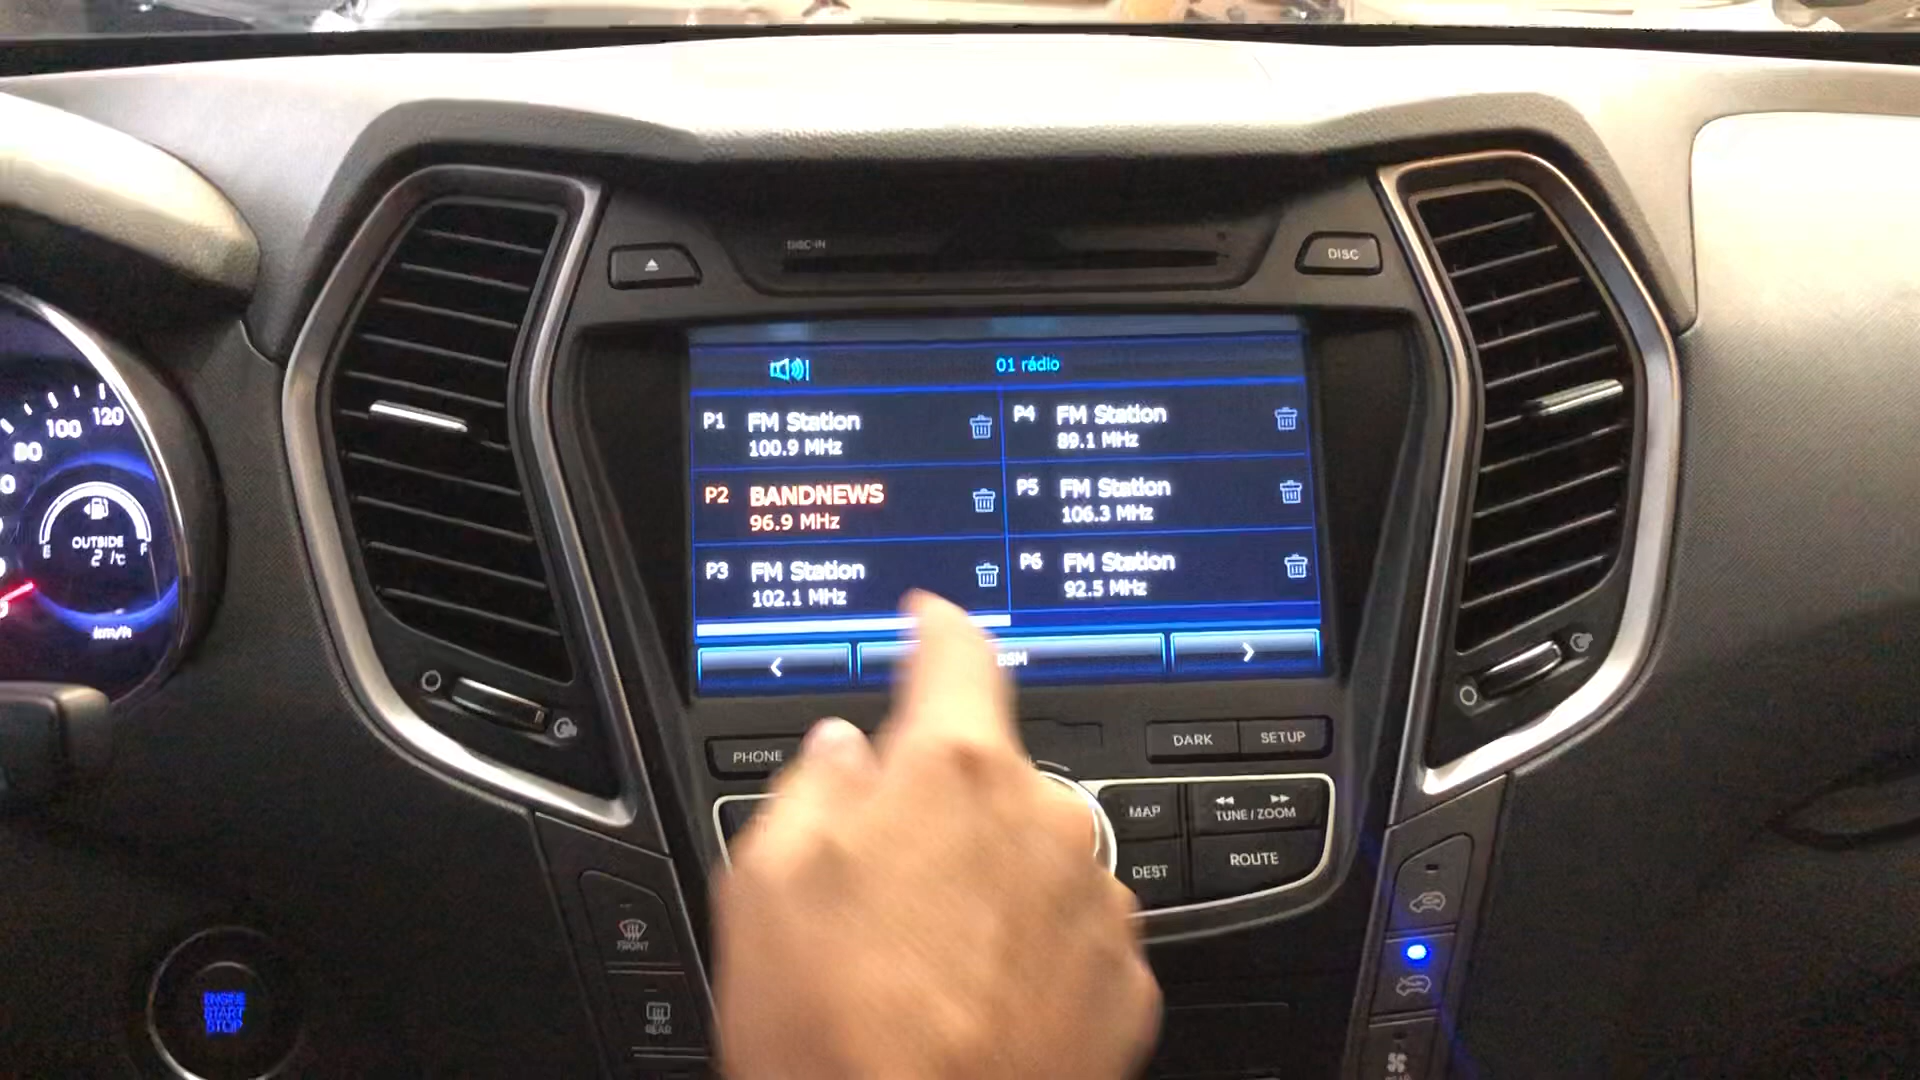 DISC-IN
DISC
01 rádio
P1 FM Station
100.9 MHz
P2 BANDNEWS
96.9 MHz
P3 FM Station
102.1 MHz
P4 FM Station
89.1 MHz
P5 FM Station
106.3 MHz
P6 FM Station
92.5 MHz
BSM
PHONE
DARK
SETUP
MAP
TUNE / ZOOM
DEST
ROUTE
80
100
120
OUTSIDE
E
F
km/h
FRONT
REAR
ENGINE
START
STOP